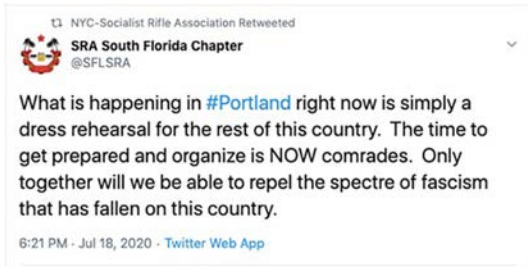 NYC-Socialist Rifle Association Retweeted
SRA South Florida Chapter
@SFLSRA
What is happening in #Portland right now is simply a
dress rehearsal for the rest of this country.  The time to
get prepared and organize is NOW comrades.  Only
together will we be able to repel the spectre of fascism
that has fallen on this country.
6:21 PM · Jul 18, 2020 · Twitter Web App